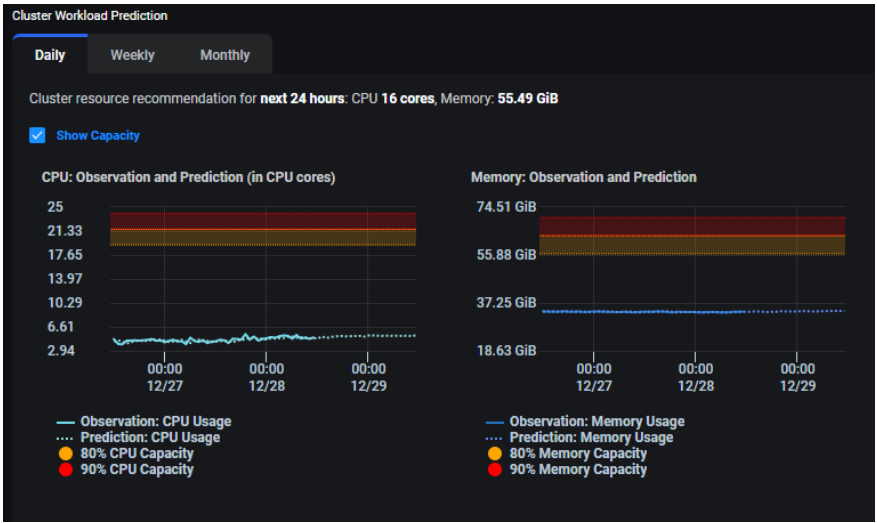 Cluster Workload Prediction
Daily Weekly Monthly
Cluster resource recommendation for next 24 hours: CPU 16 cores, Memory: 55.49 GiB
Show Capacity
CPU: Observation and Prediction (in CPU cores)
25
21.33
17.65
13.97
10.29
6.61
2.94
00:00 00:00 00:00
12/27 12/28 12/29
Observation: CPU Usage
Prediction: CPU Usage
80% CPU Capacity
90% CPU Capacity
Memory: Observation and Prediction
74.51 GiB
55.88 GiB
37.25 GiB
18.63 GiB
00:00 00:00 00:00
12/27 12/28 12/29
Observation: Memory Usage
Prediction: Memory Usage
80% Memory Capacity
90% Memory Capacity